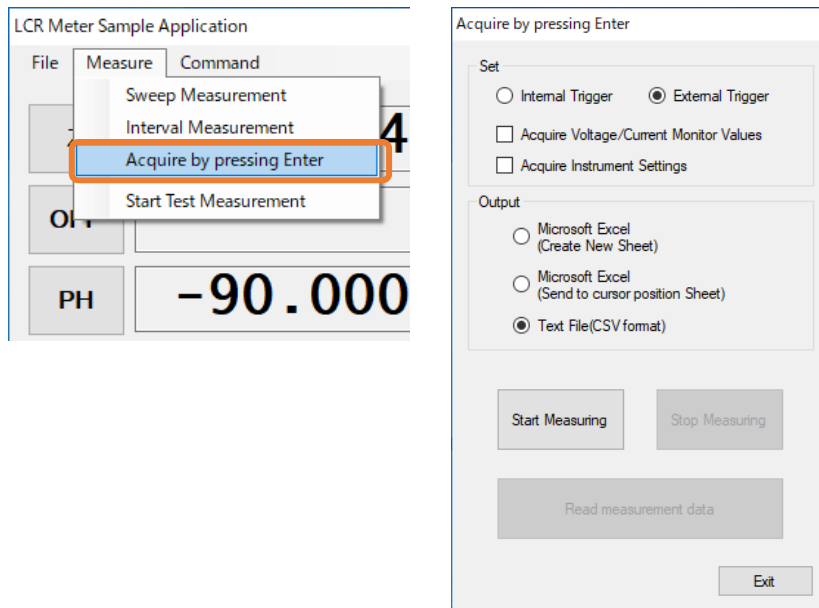 LCR Meter Sample Application
File Measure Command
Sweep Measurement
Interval Measurement
Acquire by pressing Enter
Start Test Measurement
4
PH
-90.000
Acquire by pressing Enter
Set
Internal Trigger External Trigger
Acquire Voltage/Current Monitor Values
Acquire Instrument Settings
Output
Microsoft Excel
(Create New Sheet)
Microsoft Excel
(Send to cursor position Sheet)
Text File(CSV format)
Start Measuring Stop Measuring
Read measurement data
Exit